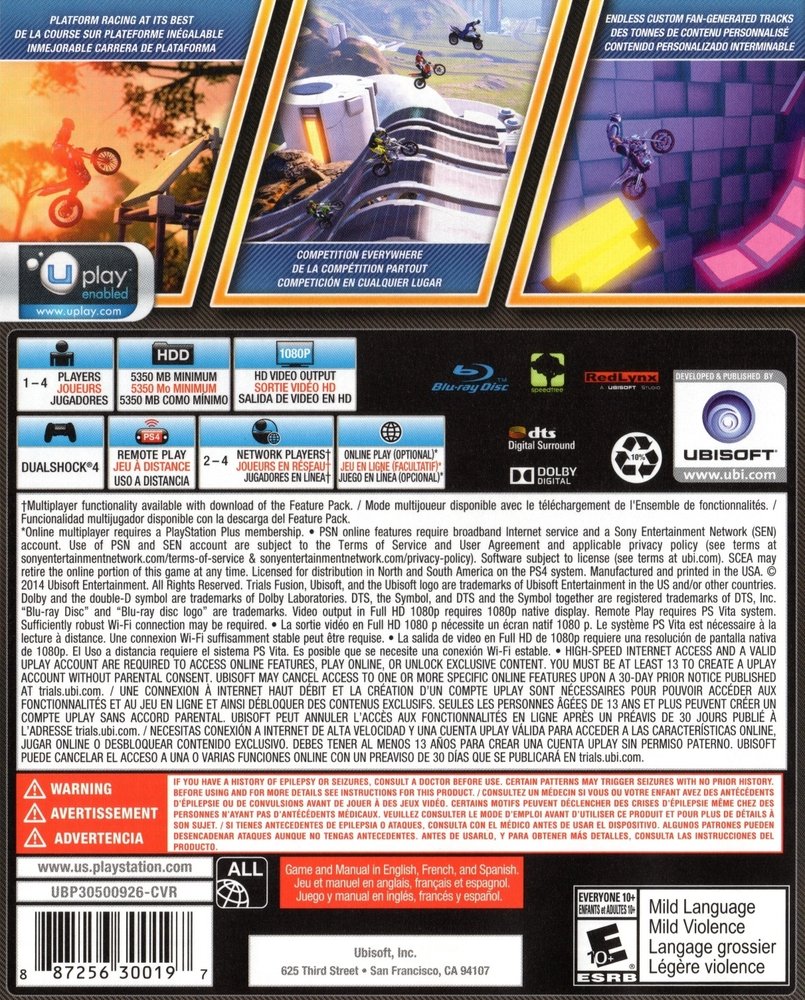 PLATFORM RACING AT ITS BEST
DE LA COURSE SUR PLATEFORME INÉGALABLE
INMEJORABLE CARRERA DE PLATAFORMA
ENDLESS CUSTOM FAN-GENERATED TRACKS
DES TONNES DE CONTENU PERSONNALISÉ
CONTENIDO PERSONALIZADO INTERMINABLE
COMPETITION EVERYWHERE
DE LA COMPÉTITION PARTOUT
COMPETICIÓN EN CUALQUIER LUGAR
U play
enabled
www.uplay.com
1-4 PLAYERS
JOUEURS
JUGADORES
HDD
5350 MB MINIMUM
5350 Mo MINIMUM
5350 MB COMO MÍNIMO
1080P
HD VIDEO OUTPUT
SORTIE VIDÉO HD
SALIDA DE VIDEO EN HD
Blu-ray Disc™
speedtree
RedLynx
A UBISOFT STUDIO
DEVELOPED & PUBLISHED BY
UBISOFT®
www.ubi.com
DUALSHOCK®4
PS4
REMOTE PLAY
JEU À DISTANCE
USO A DISTANCIA
2-4 NETWORK PLAYERS†
JOUEURS EN RÉSEAU†
JUGADORES EN LÍNEA†
ONLINE PLAY (OPTIONAL)*
JEU EN LIGNE (FACULTATIF)*
JUEGO EN LÍNEA (OPCIONAL)*
dts
Digital Surround
DOLBY
DIGITAL
10%
†Multiplayer functionality available with download of the Feature Pack. / Mode multijoueur disponible avec le téléchargement de l'Ensemble de fonctionnalités. /
Funcionalidad multijugador disponible con la descarga del Feature Pack.
*Online multiplayer requires a PlayStation Plus membership. • PSN online features require broadband Internet service and a Sony Entertainment Network (SEN)
account. Use of PSN and SEN account are subject to the Terms of Service and User Agreement and applicable privacy policy (see terms at
sonyentertainmentnetwork.com/terms-of-service & sonyentertainmentnetwork.com/privacy-policy). Software subject to license (see terms at ubi.com). SCEA may
retire the online portion of this game at any time. Licensed for distribution in North and South America on the PS4 system. Manufactured and printed in the USA. ©
2014 Ubisoft Entertainment. All Rights Reserved. Trials Fusion, Ubisoft, and the Ubisoft logo are trademarks of Ubisoft Entertainment in the US and/or other countries.
Dolby and the double-D symbol are trademarks of Dolby Laboratories. DTS, the Symbol, and DTS and the Symbol together are registered trademarks of DTS, Inc.
"Blu-ray Disc" and "Blu-ray disc logo" are trademarks. Video output in Full HD 1080p requires 1080p native display. Remote Play requires PS Vita system.
Sufficiently robust Wi-Fi connection may be required. • La sortie vidéo en Full HD 1080 p nécessite un écran natif 1080 p. Le système PS Vita est nécessaire à la
lecture à distance. Une connexion Wi-Fi suffisamment stable peut être requise. • La salida de video en Full HD de 1080p requiere una resolución de pantalla nativa
de 1080p. El Uso a distancia requiere el sistema PS Vita. Es posible que se necesite una conexión Wi-Fi estable. • HIGH-SPEED INTERNET ACCESS AND A VALID
UPLAY ACCOUNT ARE REQUIRED TO ACCESS ONLINE FEATURES, PLAY ONLINE, OR UNLOCK EXCLUSIVE CONTENT. YOU MUST BE AT LEAST 13 TO CREATE A UPLAY
ACCOUNT WITHOUT PARENTAL CONSENT. UBISOFT MAY CANCEL ACCESS TO ONE OR MORE SPECIFIC ONLINE FEATURES UPON A 30-DAY PRIOR NOTICE PUBLISHED
AT trials.ubi.com. / UNE CONNEXION À INTERNET HAUT DÉBIT ET LA CRÉATION D'UN COMPTE UPLAY SONT NÉCESSAIRES POUR POUVOIR ACCÉDER AUX
FONCTIONNALITÉS ET AU JEU EN LIGNE ET AINSI DÉBLOQUER DES CONTENUS EXCLUSIFS. SEULES LES PERSONNES ÂGÉES DE 13 ANS ET PLUS PEUVENT CRÉER UN
COMPTE UPLAY SANS ACCORD PARENTAL. UBISOFT PEUT ANNULER L'ACCÈS AUX FONCTIONNALITÉS EN LIGNE APRÈS UN PRÉAVIS DE 30 JOURS PUBLIÉ À
L'ADRESSE trials.ubi.com. / NECESITAS CONEXIÓN A INTERNET DE ALTA VELOCIDAD Y UNA CUENTA UPLAY VÁLIDA PARA ACCEDER A LAS CARACTERÍSTICAS ONLINE,
JUGAR ONLINE O DESBLOQUEAR CONTENIDO EXCLUSIVO. DEBES TENER AL MENOS 13 AÑOS PARA CREAR UNA CUENTA UPLAY SIN PERMISO PATERNO. UBISOFT
PUEDE CANCELAR EL ACCESO A UNA O VARIAS FUNCIONES ONLINE CON UN PREAVISO DE 30 DÍAS QUE SE PUBLICARÁ EN trials.ubi.com.
WARNING
AVERTISSEMENT
ADVERTENCIA
IF YOU HAVE A HISTORY OF EPILEPSY OR SEIZURES, CONSULT A DOCTOR BEFORE USE. CERTAIN PATTERNS MAY TRIGGER SEIZURES WITH NO PRIOR HISTORY.
BEFORE USING AND FOR MORE DETAILS SEE INSTRUCTIONS FOR THIS PRODUCT. / CONSULTEZ UN MÉDECIN SI VOUS OU VOTRE ENFANT AVEZ DES ANTÉCÉDENTS
D'ÉPILEPSIE OU DE CONVULSIONS AVANT DE JOUER À DES JEUX VIDÉO. CERTAINS MOTIFS PEUVENT DÉCLENCHER DES CRISES D'ÉPILEPSIE MÊME CHEZ DES
PERSONNES N'AYANT PAS D'ANTÉCÉDENTS MÉDICAUX. VEUILLEZ CONSULTER LE MODE D'EMPLOI AVANT D'UTILISER CE PRODUIT ET POUR PLUS DE DÉTAILS À
SON SUJET. / SI TIENES ANTECEDENTES DE EPILEPSIA O ATAQUES, CONSULTA CON EL MÉDICO ANTES DE USAR EL DISPOSITIVO. ALGUNOS PATRONES PUEDEN
DESENCADENAR ATAQUES AUNQUE NO TENGAS ANTECEDENTES. ANTES DE USARLO, Y PARA OBTENER MÁS DETALLES, CONSULTA LAS INSTRUCCIONES DEL
PRODUCTO.
www.us.playstation.com
UBP30500926-CVR
ALL
Game and Manual in English, French, and Spanish.
Jeu et manuel en anglais, français et espagnol.
Juego y manual en inglés, francés y español.
8 87256 30019 7
Ubisoft, Inc.
625 Third Street • San Francisco, CA 94107
EVERYONE 10+
ENFANTS et ADULTES 10+
E
10+
ESRB
Mild Language
Mild Violence
Langage grossier
Légère violence